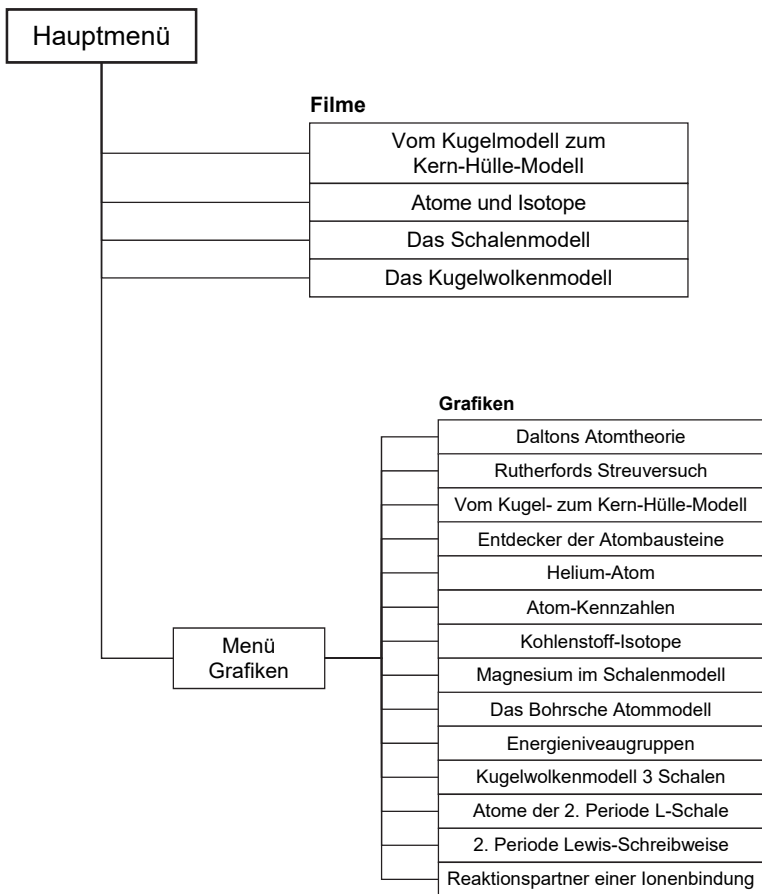 Hauptmenü
Filme
Vom Kugelmodell zum
Kern-Hülle-Modell
Atome und Isotope
Das Schalenmodell
Das Kugelwolkenmodell
Grafiken
Daltons Atomtheorie
Rutherfords Streuversuch
Vom Kugel- zum Kern-Hülle-Modell
Entdecker der Atombausteine
Helium-Atom
Atom-Kennzahlen
Kohlenstoff-Isotope
Menü
Grafiken
Magnesium im Schalenmodell
Das Bohrsche Atommodell
Energieniveaugruppen
Kugelwolkenmodell 3 Schalen
Atome der 2. Periode L-Schale
2. Periode Lewis-Schreibweise
Reaktionspartner einer Ionenbindung